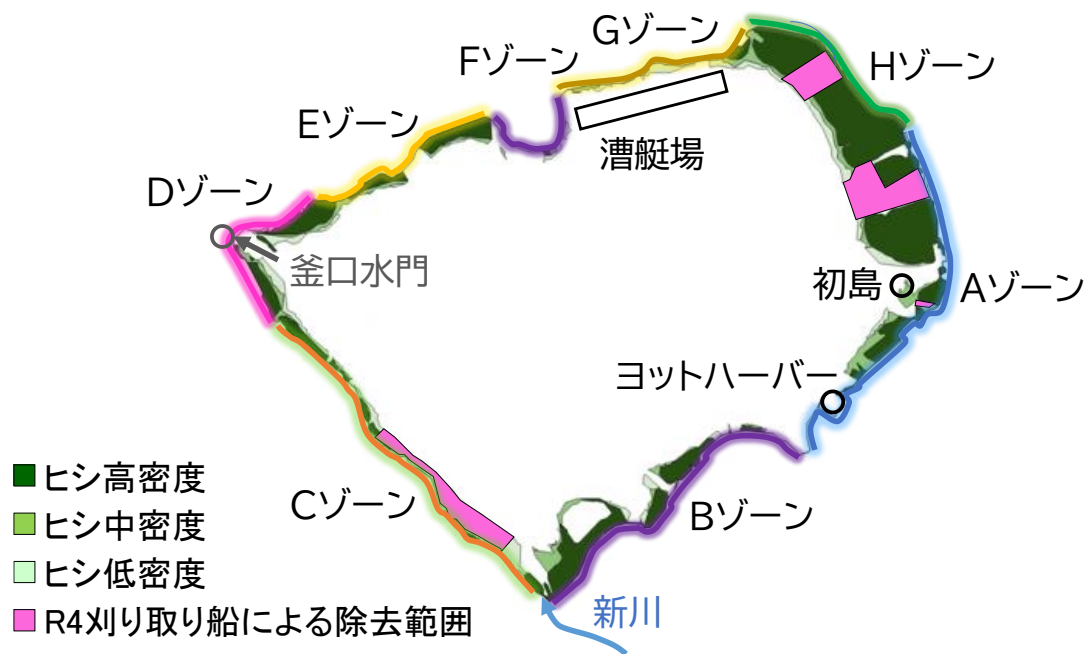 Gゾーン
Fゾーン
Hゾーン
Eゾーン
漕艇場
Dゾーン
釜口水門
初島
Aゾーン
ヨットハーバー
Cゾーン
Bゾーン
新川
ヒシ高密度
ヒシ中密度
ヒシ低密度
R4刈り取り船による除去範囲